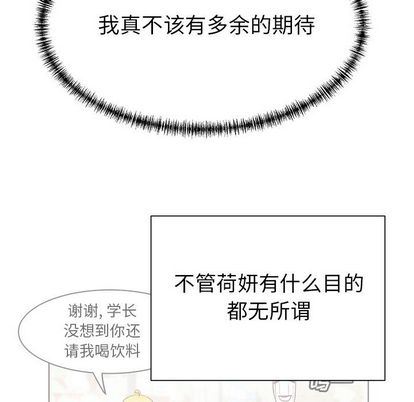 我真不该有多余的期待
不管荷妍有什么目的
都无所谓
谢谢, 学长
没想到你还
请我喝饮料